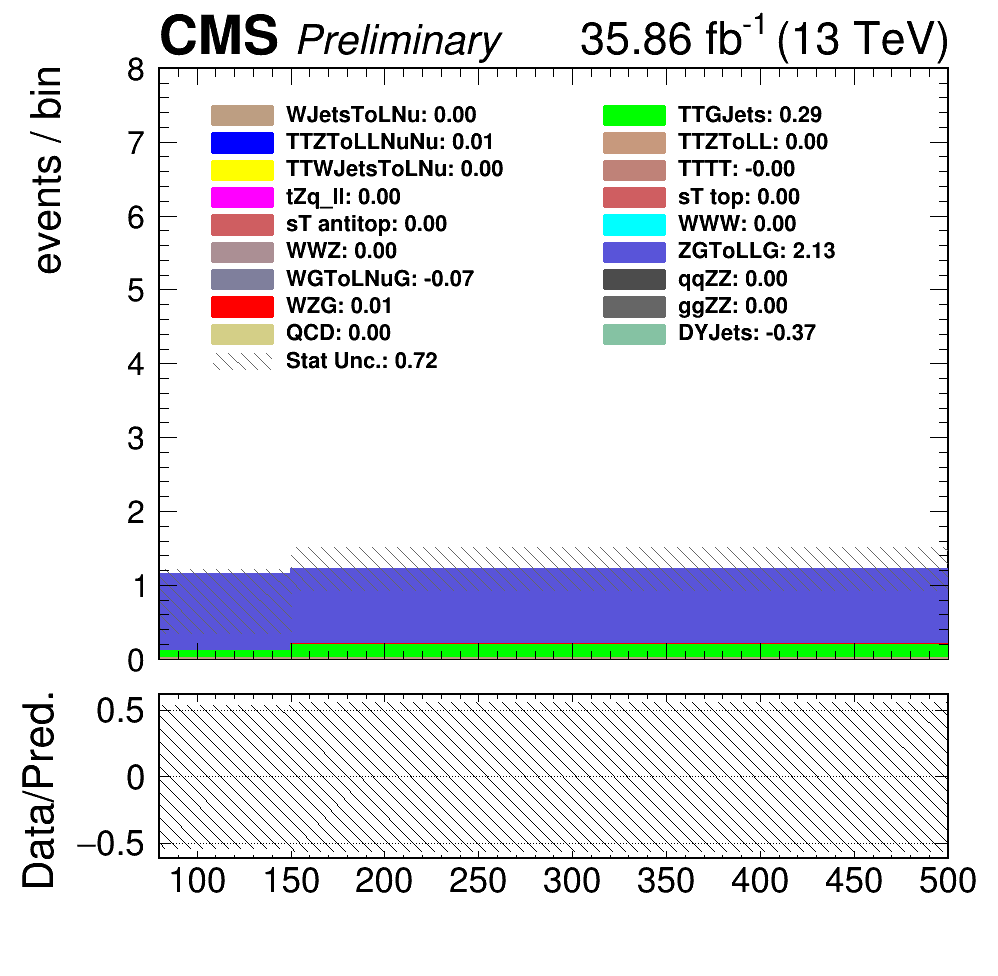 CMS Preliminary 35.86 fb-1 (13 TeV)
events / bin
8
7
6
5
4
3
2
1
0
WJetsToLNu: 0.00 TTGJets: 0.29
TTZToLLNuNu: 0.01 TTZToLL: 0.00
TTWJetsToLNu: 0.00 TTTT: -0.00
tZq_ll: 0.00 sT top: 0.00
sT antitop: 0.00 WWW: 0.00
WWZ: 0.00 ZGToLLG: 2.13
WGToLNuG: -0.07 qqZZ: 0.00
WZG: 0.01 ggZZ: 0.00
QCD: 0.00 DYJets: -0.37
Stat Unc.: 0.72
Data/Pred.
0.5
0
−0.5
100 150 200 250 300 350 400 450 500